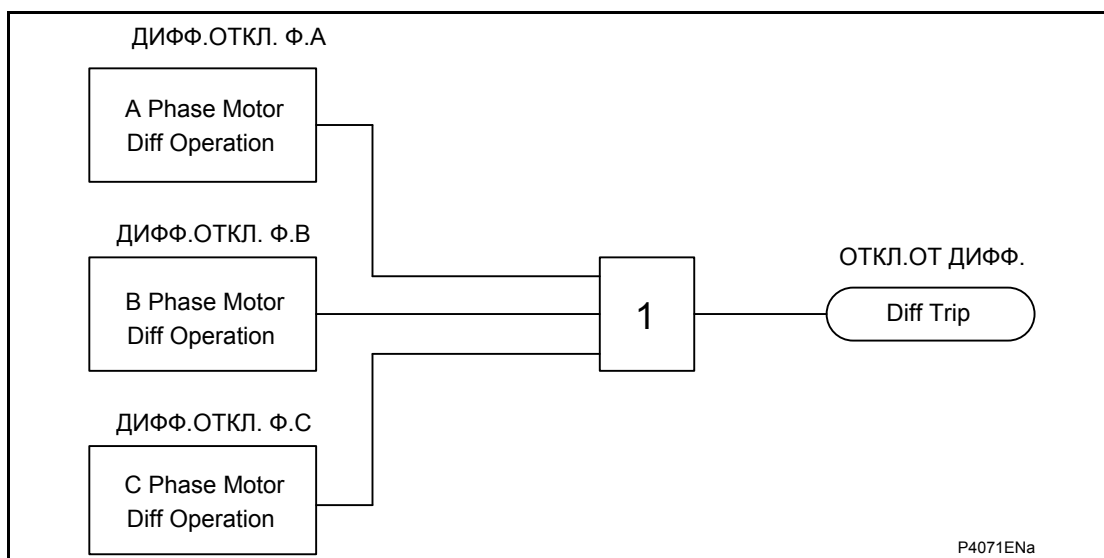 ДИФФ.ОТКЛ. Ф.А
A Phase Motor
Diff Operation
ДИФФ.ОТКЛ. Ф.В
B Phase Motor
Diff Operation
ДИФФ.ОТКЛ. Ф.С
C Phase Motor
Diff Operation
1
ОТКЛ.ОТ ДИФФ.
Diff Trip
P4071ENa